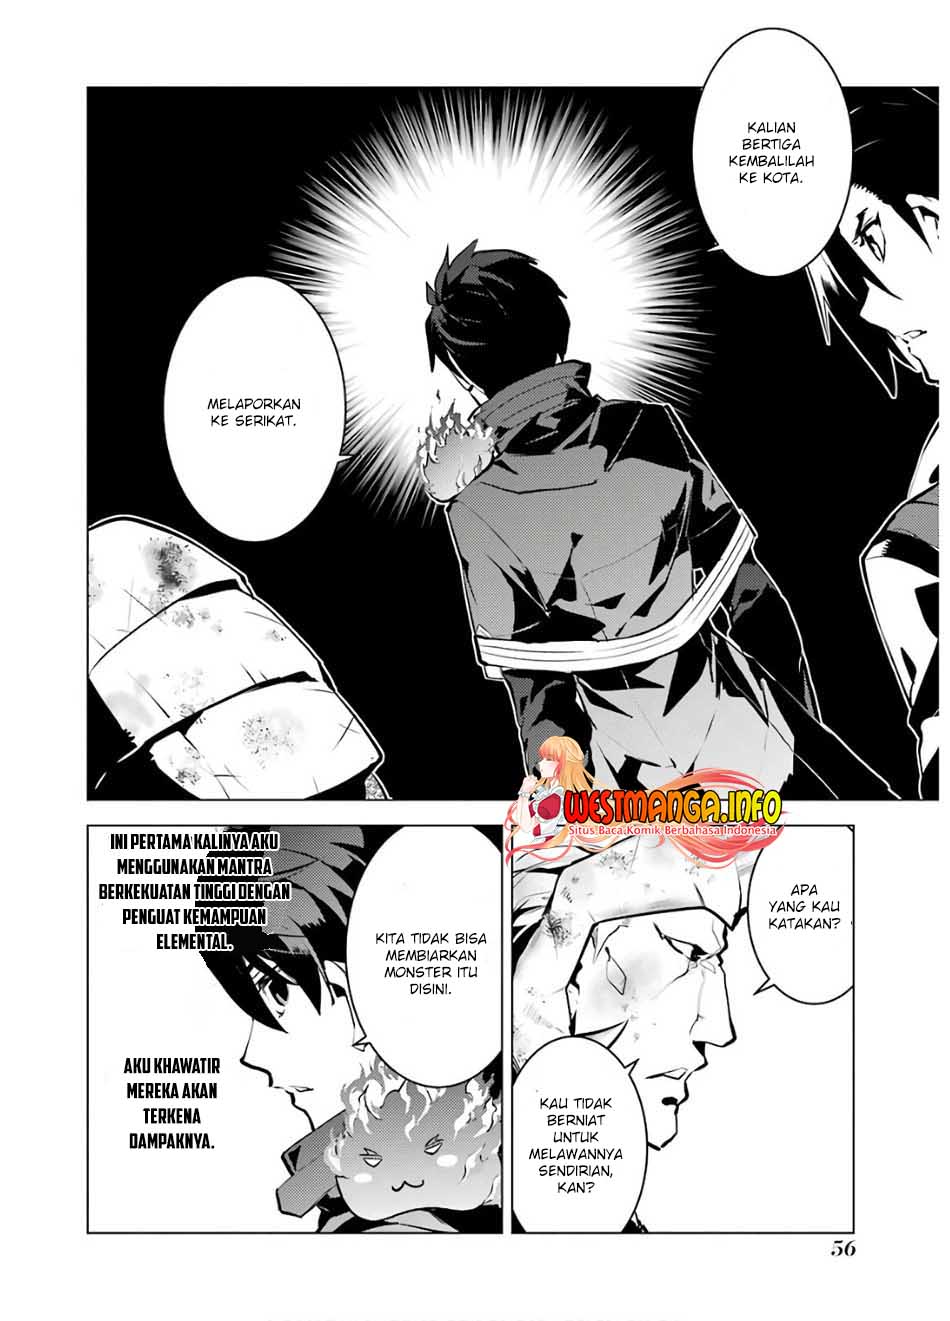 KALIAN
BERTIGA
KEMBALILAH
KE KOTA.
MELAPORKAN
KE SERIKAT.
WESTMANGA.INFO
Situs Baca Komik Berbahasa Indonesia
APA
YANG KAU
KATAKAN?
KAU TIDAK
BERNIAT
UNTUK
MELAWANNYA
SENDIRIAN,
KAN?
KITA TIDAK BISA
MEMBIARKAN
MONSTER ITU
DISINI.
INI PERTAMA KALINYA AKU
MENGGUNAKAN MANTRA
BERKEKUATAN TINGGI DENGAN
PENGUAT KEMAMPUAN
ELEMENTAL.
AKU KHAWATIR
MEREKA AKAN
TERKENA
DAMPAKNYA.
56